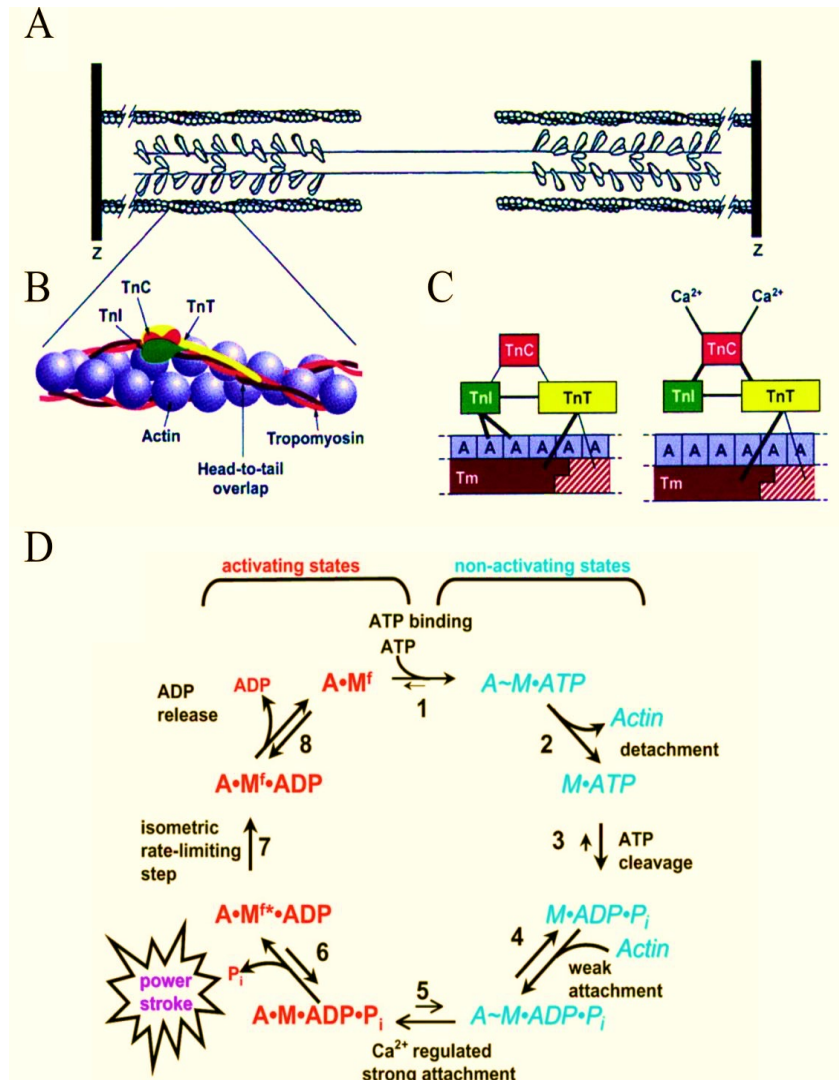 A
Z
Z
B
TnC
TnI
TnT
Actin
Tropomyosin
Head-to-tail
overlap
C
Ca²⁺
Ca²⁺
TnC
TnC
TnI
TnT
TnI
TnT
A A A A A A
A A A A A A
Tm
Tm
D
activating states
non-activating states
ATP binding
ATP
ADP
release
ADP
A•Mᶠ
1
A~M•ATP
8
2
Actin
detachment
A•Mᶠ•ADP
M•ATP
isometric
rate-limiting
step
7
3
ATP
cleavage
A•Mᶠ*•ADP
M•ADP•Pᵢ
6
4
Actin
Pᵢ
weak
attachment
power
stroke
5
A•M•ADP•Pᵢ
A~M•ADP•Pᵢ
Ca²⁺ regulated
strong attachment